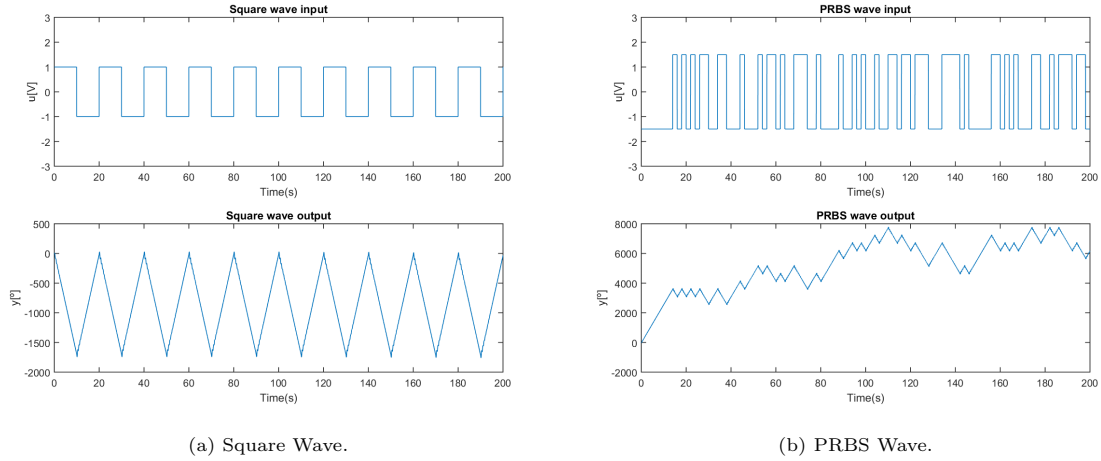 Square wave input
3
2
1
0
-1
-2
-3
u[V]
0 20 40 60 80 100 120 140 160 180 200
Time(s)
Square wave output
500
0
-500
-1000
-1500
-2000
y[º]
0 20 40 60 80 100 120 140 160 180 200
Time(s)
(a) Square Wave.
PRBS wave input
3
2
1
0
-1
-2
-3
u[V]
0 20 40 60 80 100 120 140 160 180 200
Time(s)
PRBS wave output
8000
6000
4000
2000
0
-2000
y[º]
0 20 40 60 80 100 120 140 160 180 200
Time(s)
(b) PRBS Wave.